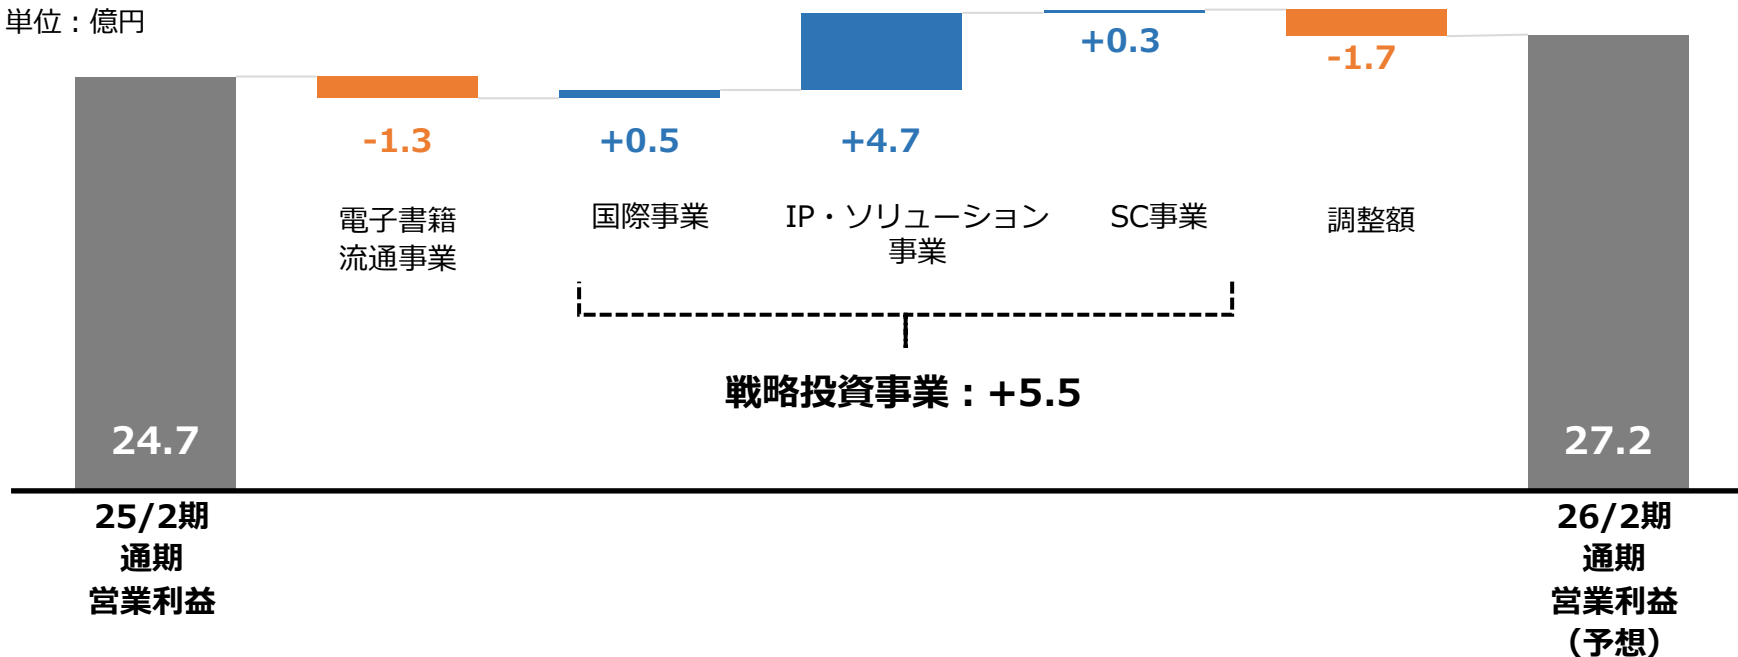 単位：億円
+0.3
-1.7
-1.3
+0.5
+4.7
電子書籍
流通事業
国際事業
IP・ソリューション
事業
SC事業
調整額
戦略投資事業：+5.5
24.7
27.2
25/2期
通期
営業利益
26/2期
通期
営業利益
（予想）